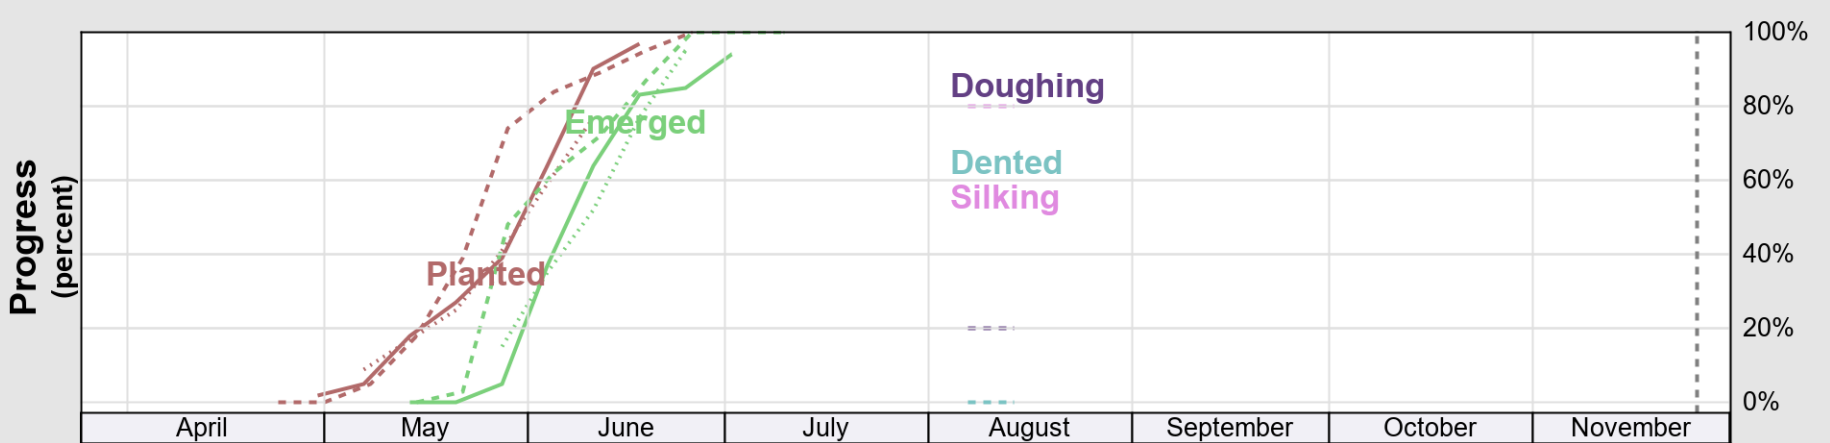 Progress
(percent)
100%
80%
60%
40%
20%
0%
Doughing
Emerged
Dented
Silking
Planted
April
May
June
July
August
September
October
November